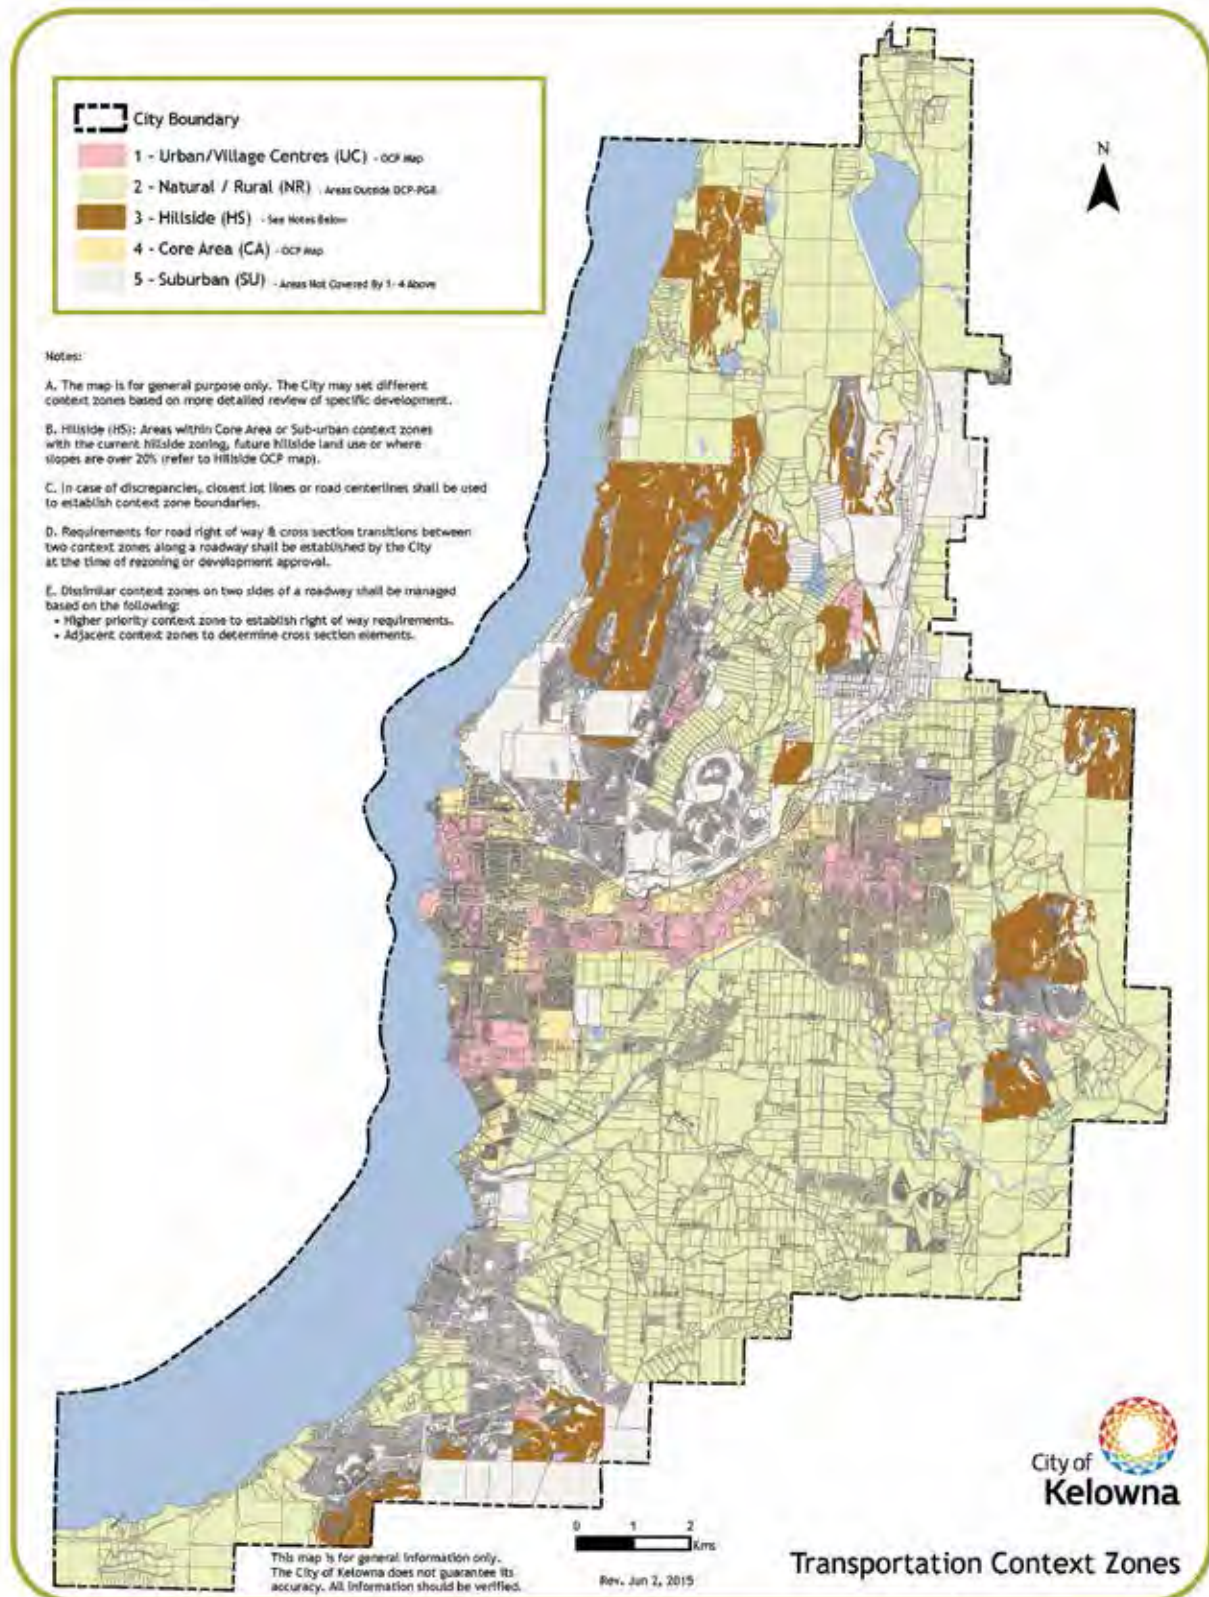 City Boundary
1 - Urban/Village Centres (UC) - OCP Map
2 - Natural / Rural (NR) - Areas Outside OCP-PGB
3 - Hillside (HS) - See Notes Below
4 - Core Area (CA) - OCP Map
5 - Suburban (SU) - Areas Not Covered By 1- 4 Above
N
Notes:
A. The map is for general purpose only. The City may set different
context zones based on more detailed review of specific development.
B. Hillside (HS): Areas within Core Area or Sub-urban context zones
with the current hillside zoning, future hillside land use or where
slopes are over 20% (refer to Hillside OCP map).
C. In case of discrepancies, closest lot lines or road centerlines shall be used
to establish context zone boundaries.
D. Requirements for road right of way & cross section transitions between
two context zones along a roadway shall be established by the City
at the time of rezoning or development approval.
E. Dissimilar context zones on two sides of a roadway shall be managed
based on the following:
• Higher priority context zone to establish right of way requirements.
• Adjacent context zones to determine cross section elements.
City of
Kelowna
0 1 2
Kms
This map is for general information only.
The City of Kelowna does not guarantee its
accuracy. All information should be verified.
Rev. Jun 2, 2015
Transportation Context Zones